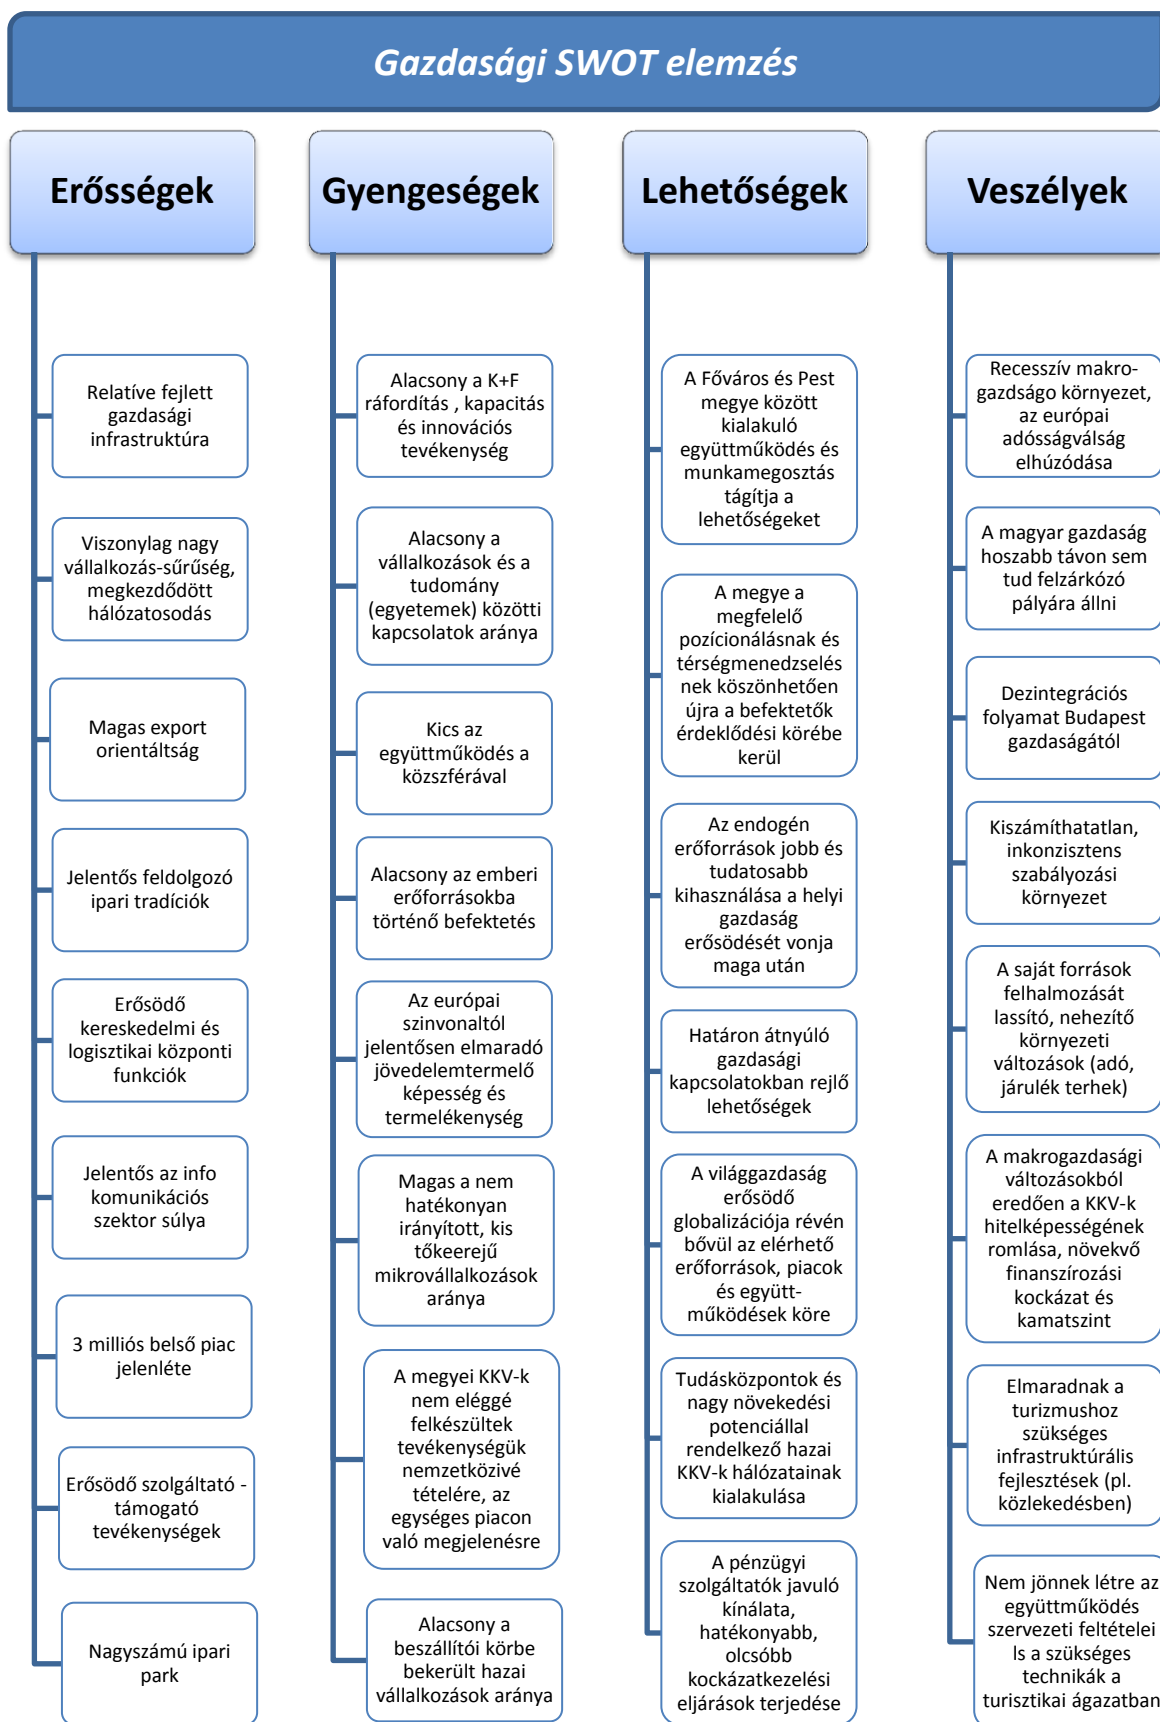 Gazdasági SWOT elemzés
Erősségek
Relatíve fejlett
gazdasági
infrastruktúra
Viszonylag nagy
vállalkozás-sűrűség,
megkezdődött
hálózatosodás
Magas export
orientáltság
Jelentős feldolgozó
ipari tradíciók
Erősödő
kereskedelmi és
logisztikai központi
funkciók
Jelentős az info
komunikációs
szektor súlya
3 milliós belső piac
jelenléte
Erősödő szolgáltató -
támogató
tevékenységek
Nagyszámú ipari
park
Gyengeségek
Alacsony a K+F
ráfordítás , kapacitás
és innovációs
tevékenység
Alacsony a
vállalkozások és a
tudomány
(egyetemek) közötti
kapcsolatok aránya
Kics az
együttműködés a
közszférával
Alacsony az emberi
erőforrásokba
történő befektetés
Az európai
szinvonaltól
jelentősen elmaradó
jövedelemtermelő
képesség és
termelékenység
Magas a nem
hatékonyan
irányított, kis
tőkeerejű
mikrovállalkozások
aránya
A megyei KKV-k
nem eléggé
felkészültek
tevékenységük
nemzetközivé
tételére, az
egységes piacon
való megjelenésre
Alacsony a
beszállítói körbe
bekerült hazai
vállalkozások aránya
Lehetőségek
A Főváros és Pest
megye között
kialakuló
együttműködés és
munkamegosztás
tágítja a
lehetőségeket
A megye a
megfelelő
pozícionálásnak és
térségmenedzselés
nek köszönhetően
újra a befektetők
érdeklődési körébe
kerül
Az endogén
erőforrások jobb és
tudatosabb
kihasználása a helyi
gazdaság
erősödését vonja
maga után
Határon átnyúló
gazdasági
kapcsolatokban rejlő
lehetőségek
A világgazdaság
erősödő
globalizációja révén
bővül az elérhető
erőforrások, piacok
és együtt-
működések köre
Tudásközpontok és
nagy növekedési
potenciállal
rendelkező hazai
KKV-k hálózatainak
kialakulása
A pénzügyi
szolgáltatók javuló
kínálata,
hatékonyabb,
olcsóbb
kockázatkezelési
eljárások terjedése
Veszélyek
Recesszív makro-
gazdságo környezet,
az európai
adósságválság
elhúzódása
A magyar gazdaság
hoszabb távon sem
tud felzárkózó
pályára állni
Dezintegrációs
folyamat Budapest
gazdaságától
Kiszámíthatatlan,
inkonzisztens
szabályozási
környezet
A saját források
felhalmozását
lassító, nehezítő
környezeti
változások (adó,
járulék terhek)
A makrogazdasági
változásokból
eredően a KKV-k
hitelképességének
romlása, növekvő
finanszírozási
kockázat és
kamatszint
Elmaradnak a
turizmushoz
szükséges
infrastruktúrális
fejlesztések (pl.
közlekedésben)
Nem jönnek létre az
együttműködés
szervezeti feltételei
ls a szükséges
technikák a
turisztikai ágazatban